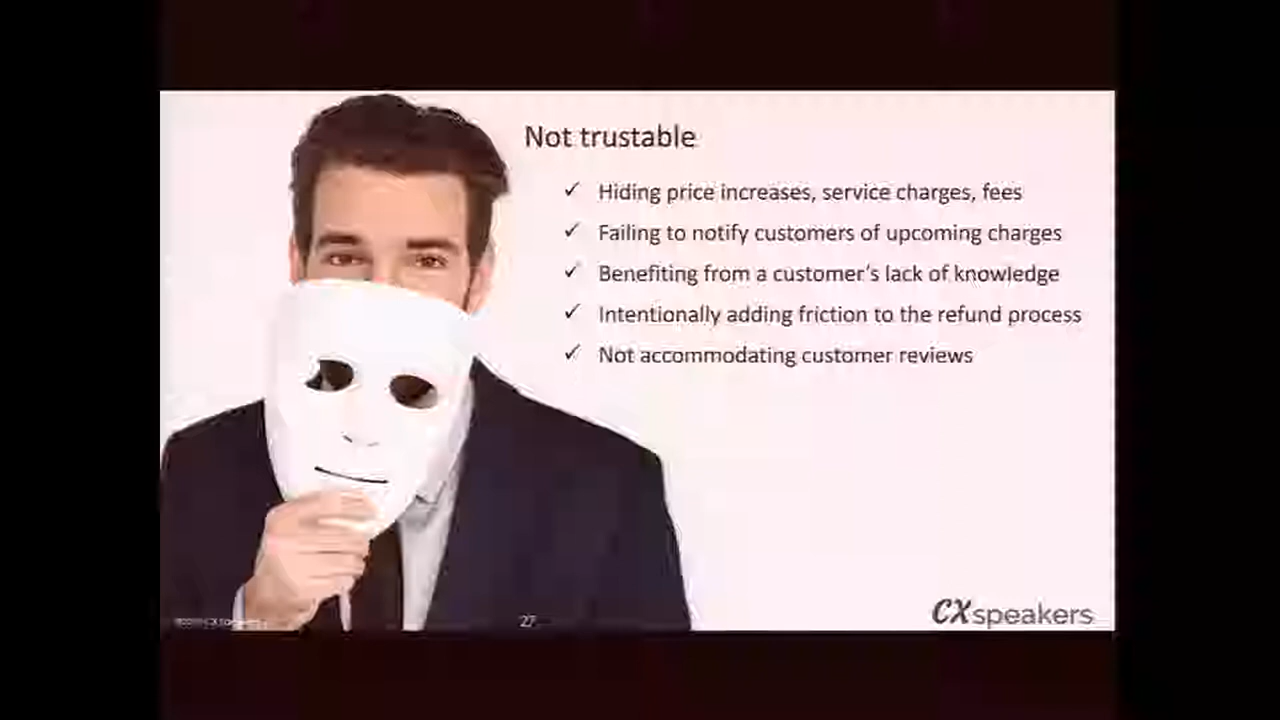 Not trustable
✓ Hiding price increases, service charges, fees
✓ Failing to notify customers of upcoming charges
✓ Benefiting from a customer's lack of knowledge
✓ Intentionally adding friction to the refund process
✓ Not accommodating customer reviews
27
CXspeakers